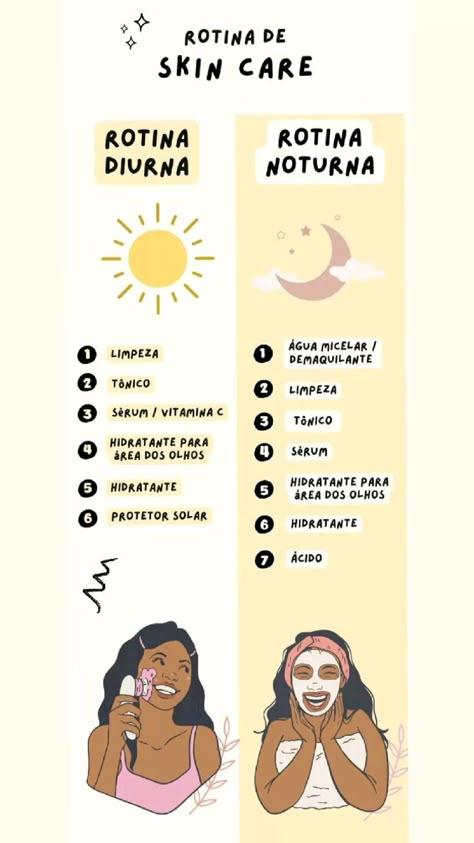 ROTINA DE
SKIN CARE
ROTINA
DIURNA
1 LIMPEZA
2 TÔNICO
3 SÉRUM / VITAMINA C
4 HIDRATANTE PARA
ÁREA DOS OLHOS
5 HIDRATANTE
6 PROTETOR SOLAR
ROTINA
NOTURNA
1 ÁGUA MICELAR /
DEMAQUILANTE
2 LIMPEZA
3 TÔNICO
4 SÉRUM
5 HIDRATANTE PARA
ÁREA DOS OLHOS
6 HIDRATANTE
7 ÁCIDO